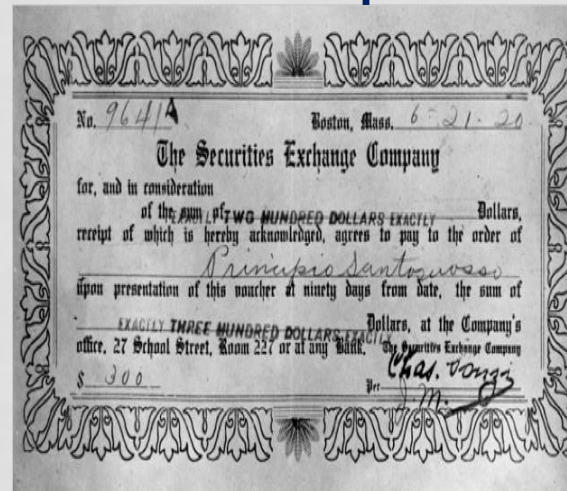 No. 9641A Boston, Mass. 6-21-20
The Securities Exchange Company
for, and in consideration
of the sum of EXACTLY TWO HUNDRED DOLLARS EXACTLY Dollars,
receipt of which is hereby acknowledged, agrees to pay to the order of
Principio Santosuosso
upon presentation of this voucher at ninety days from date, the sum of
EXACTLY THREE HUNDRED DOLLARS EXACTLY Dollars, at the Company's
office, 27 School Street, Room 227 or at any Bank. The Securities Exchange Company
$ 300 Per Chas. Ponzi
J. M.